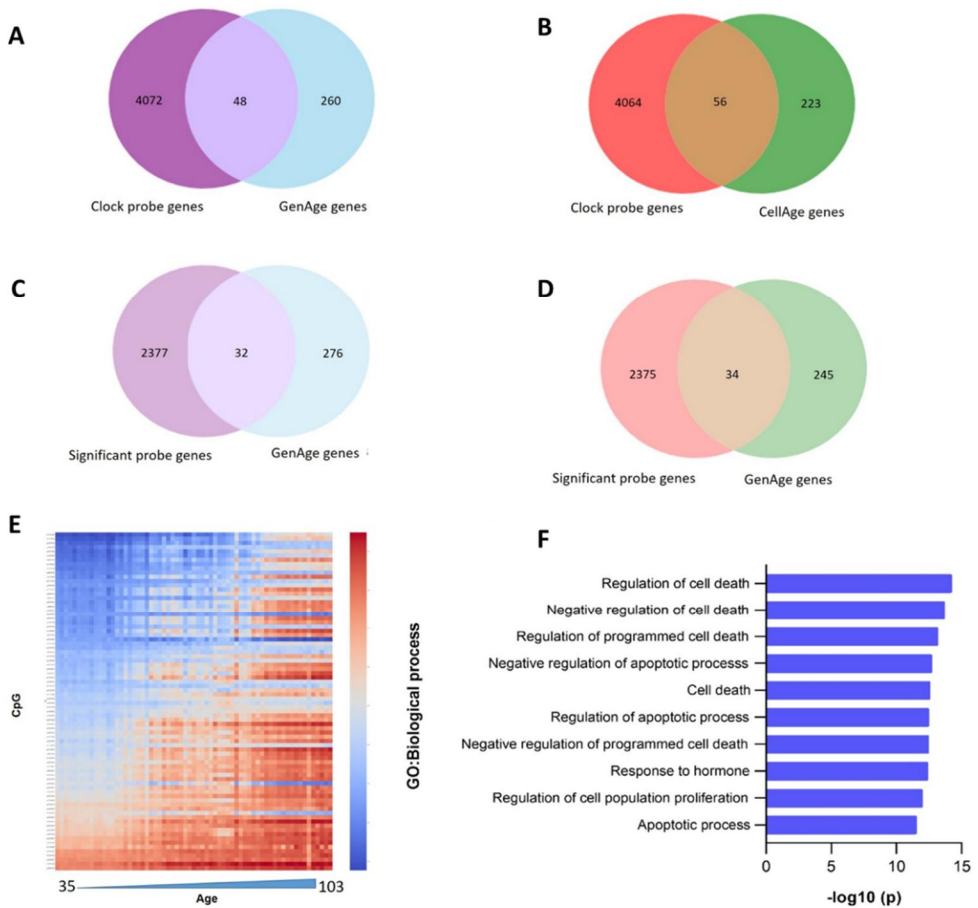 A
4072
48
260
Clock probe genes
GenAge genes
B
4064
56
223
Clock probe genes
CellAge genes
C
2377
32
276
Significant probe genes
GenAge genes
D
2375
34
245
Significant probe genes
GenAge genes
E
CpG
35
103
Age
F
GO:Biological process
Regulation of cell death
Negative regulation of cell death
Regulation of programmed cell death
Negative regulation of apoptotic processs
Cell death
Regulation of apoptotic process
Negative regulation of programmed cell death
Response to hormone
Regulation of cell population proliferation
Apoptotic process
0
5
10
15
-log10 (p)